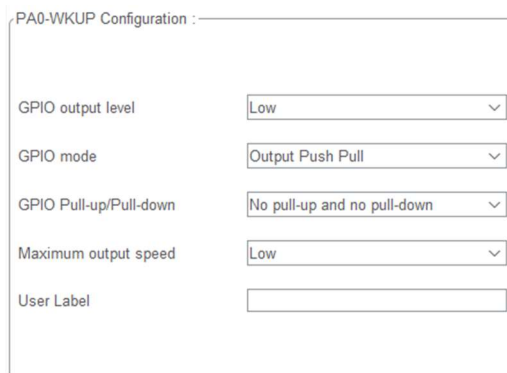 PA0-WKUP Configuration :
GPIO output level Low
GPIO mode Output Push Pull
GPIO Pull-up/Pull-down No pull-up and no pull-down
Maximum output speed Low
User Label